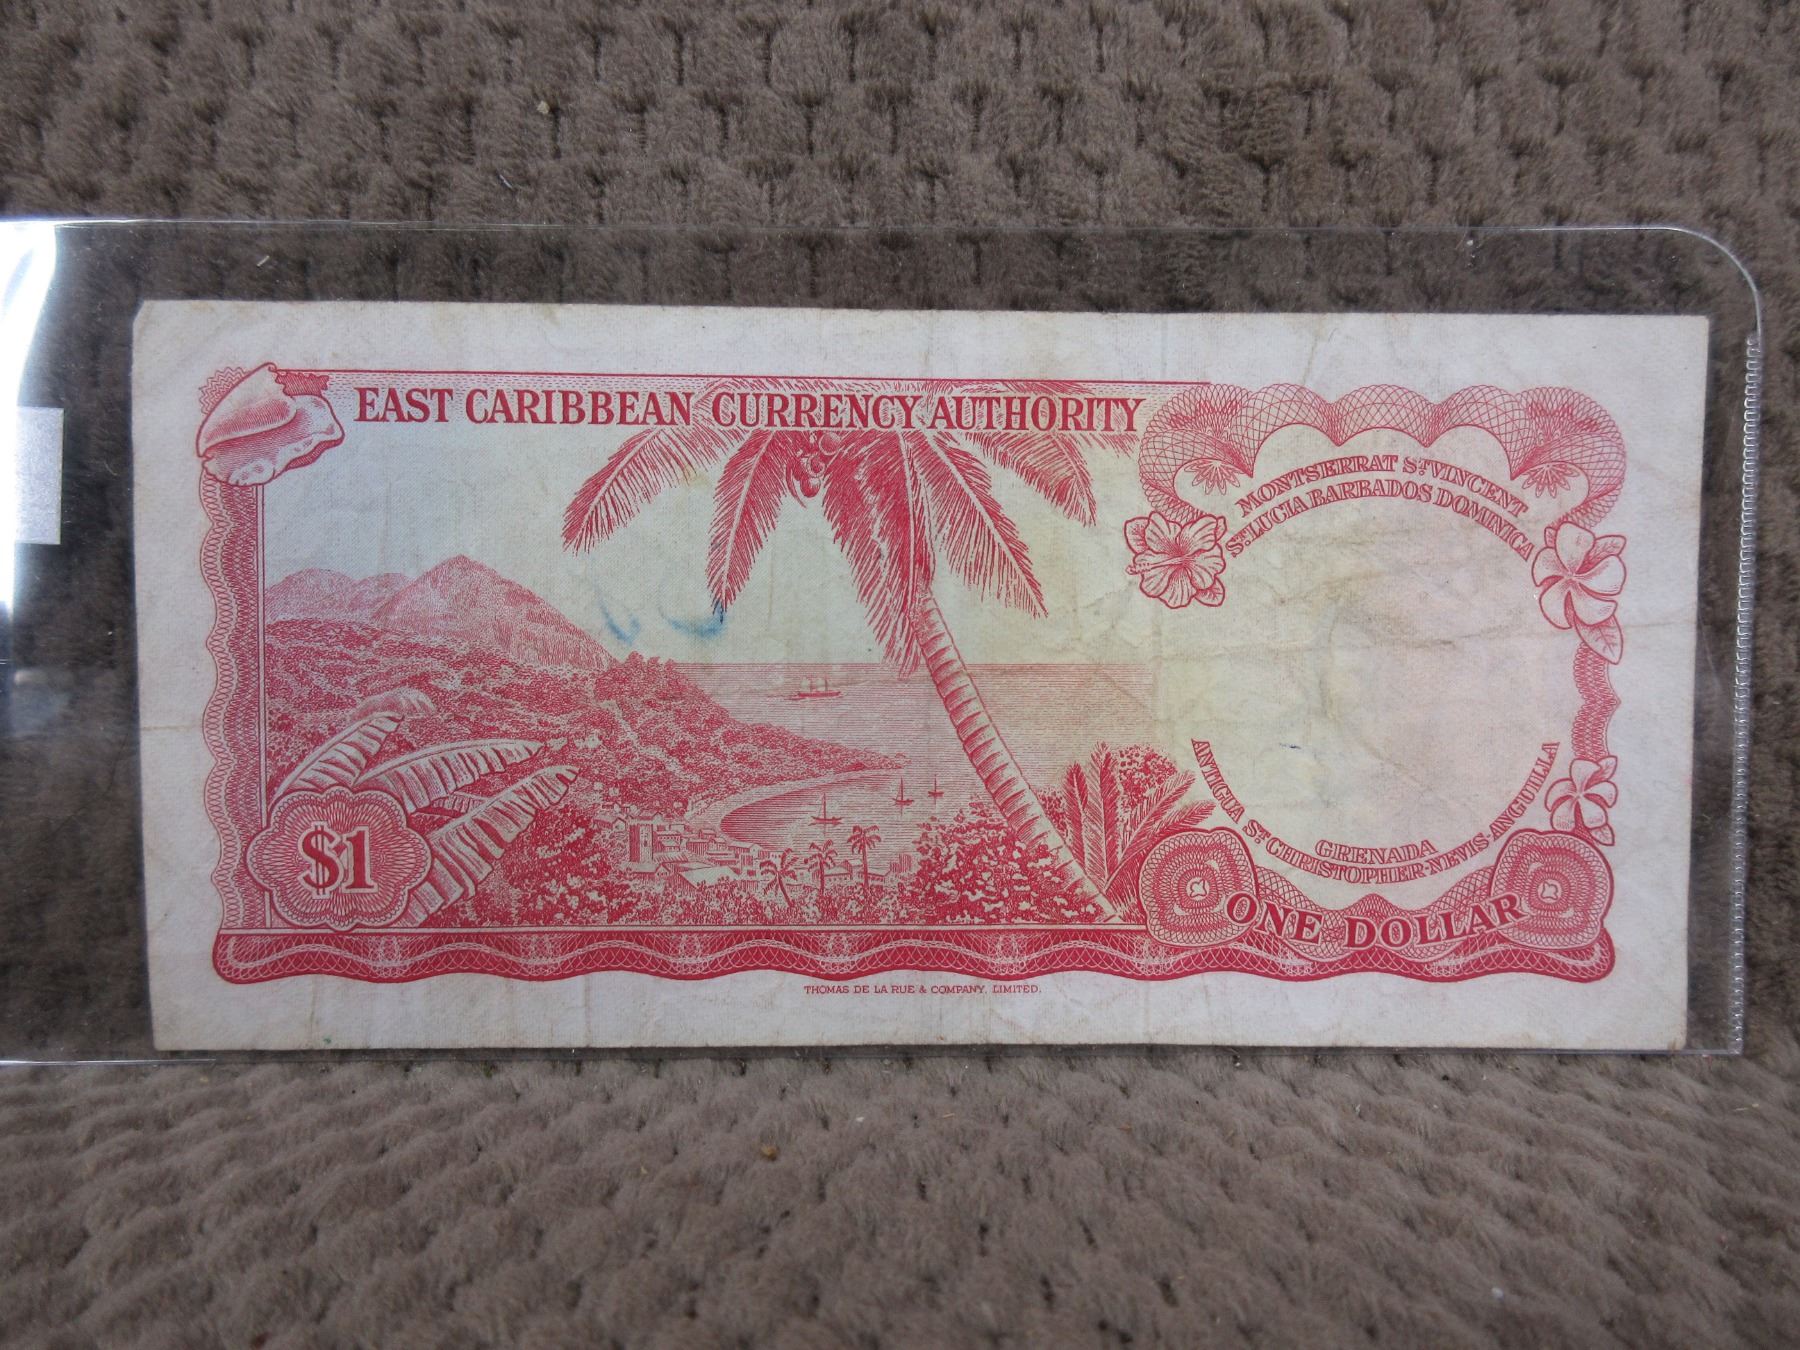 EAST CARIBBEAN CURRENCY AUTHORITY
MONTSERRAT ST. VINCENT
ST. LUCIA BARBADOS DOMINICA
$1
GRENADA
ANTIGUA ST. CHRISTOPHER-NEVIS-ANGUILLA
ONE DOLLAR
THOMAS DE LA RUE & COMPANY, LIMITED.